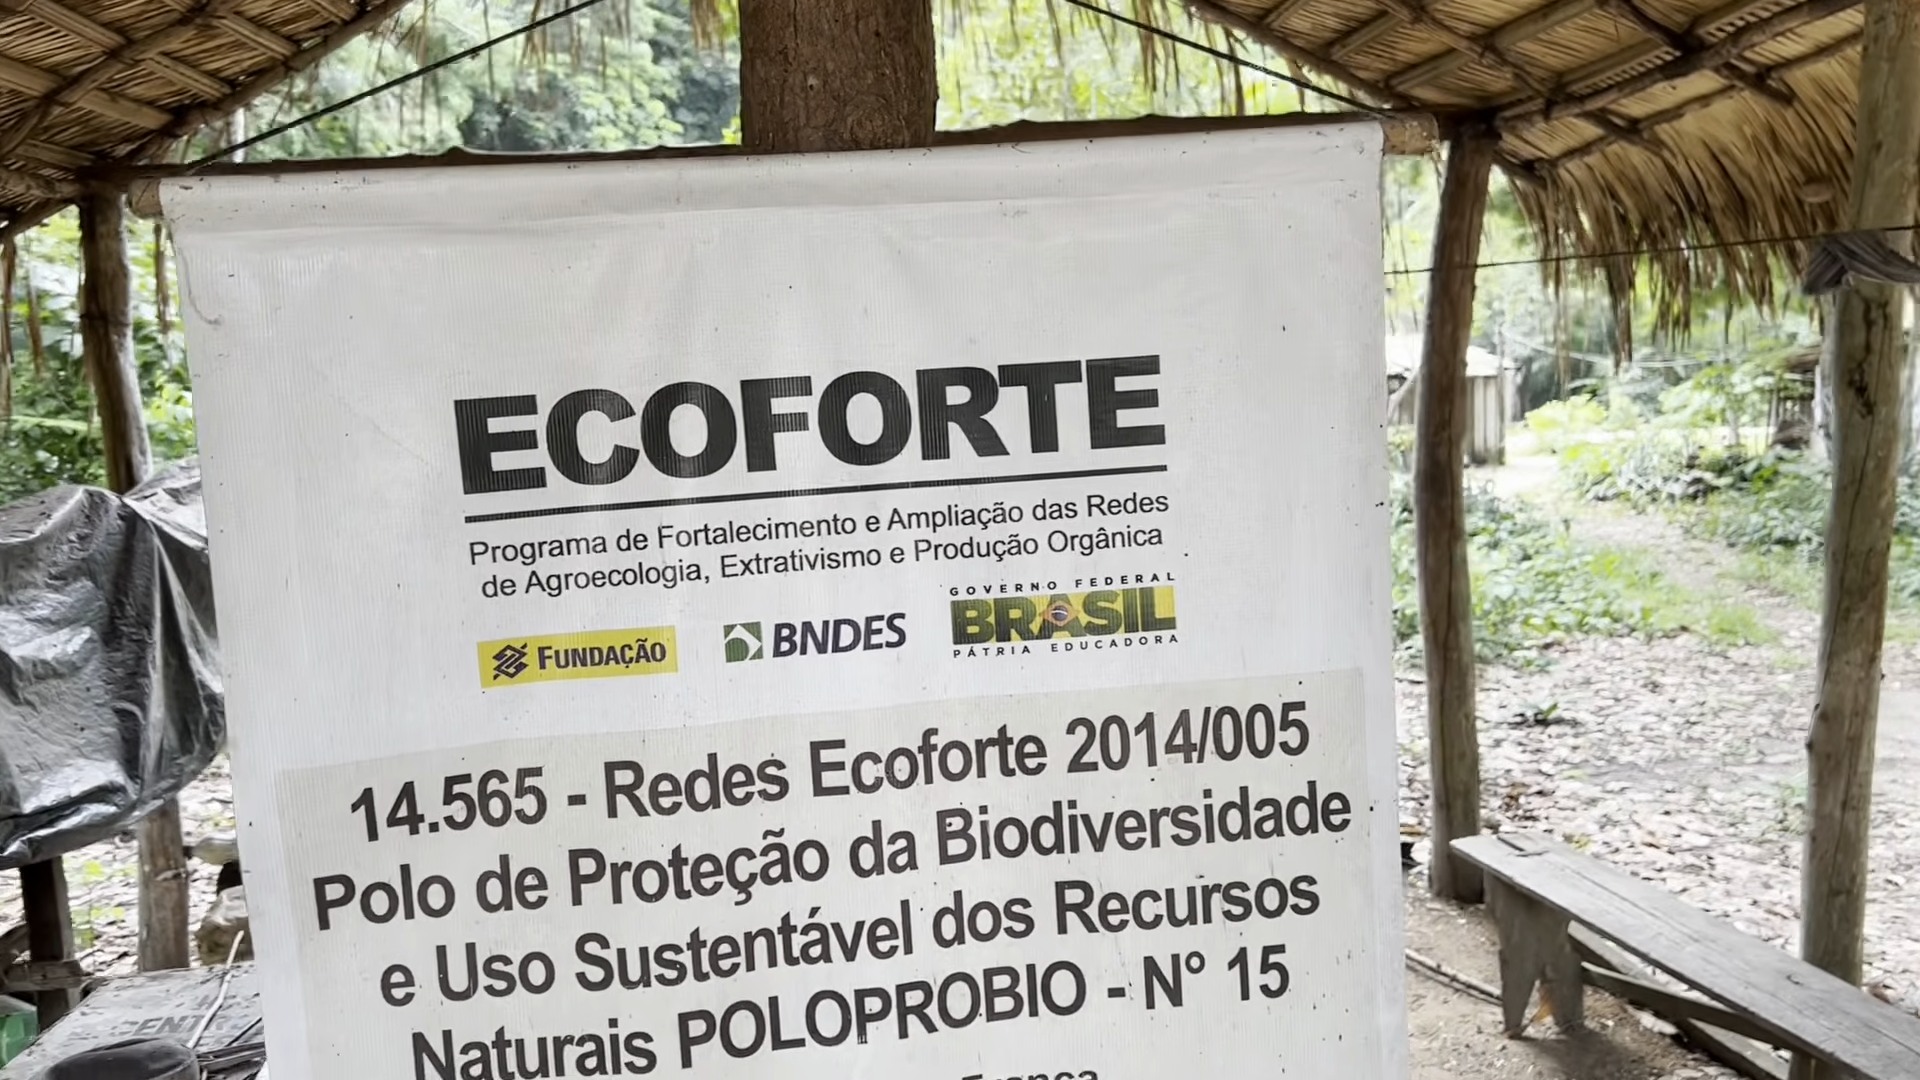 ECOFORTE
Programa de Fortalecimento e Ampliação das Redes
de Agroecologia, Extrativismo e Produção Orgânica
FUNDAÇÃO
BNDES
GOVERNO FEDERAL
BRASIL
PÁTRIA EDUCADORA
14.565 - Redes Ecoforte 2014/005
Polo de Proteção da Biodiversidade
e Uso Sustentável dos Recursos
Naturais POLOPROBIO - N° 15